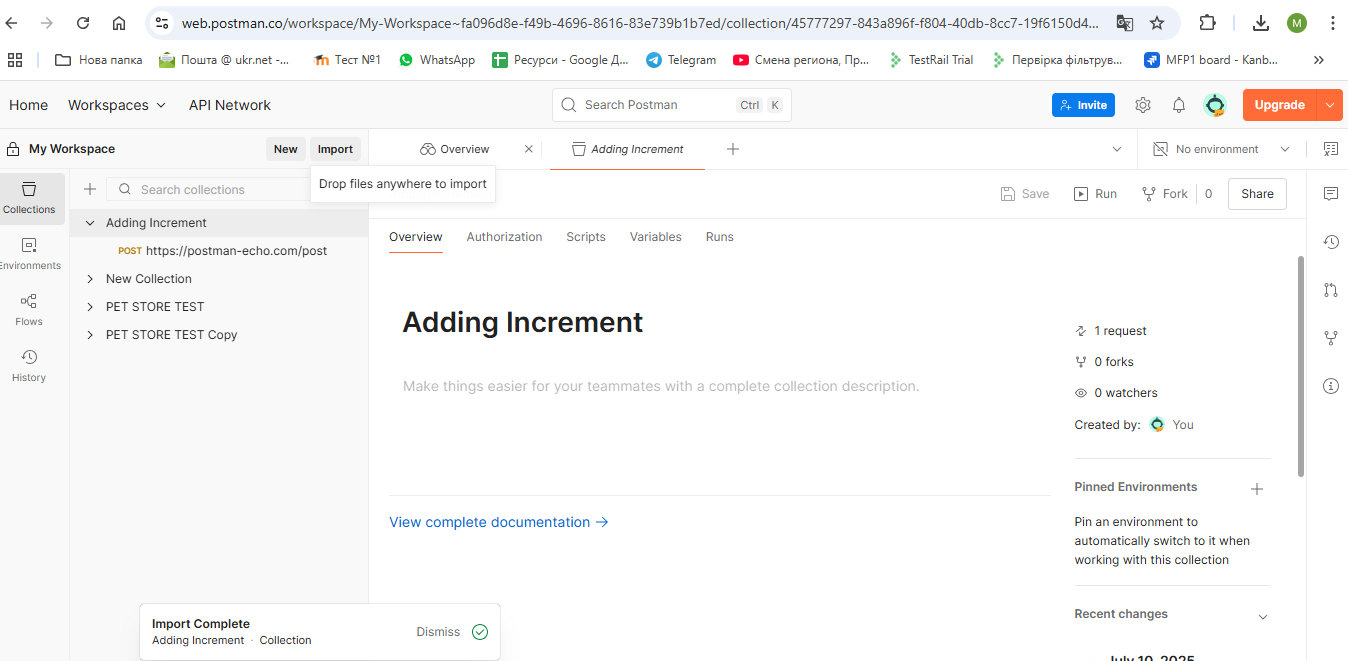 web.postman.co/workspace/My-Workspace~fa096d8e-f49b-4696-8616-83e739b1b7ed/collection/45777297-843a896f-f804-40db-8cc7-19f6150d4...
M
Нова папка
Пошта @ ukr.net -...
Тест №1
WhatsApp
Ресурси - Google Д...
Telegram
Смена региона, Пр...
TestRail Trial
Первірка фільтрув...
MFP1 board - Kanb...
Home
Workspaces
API Network
Search Postman
Ctrl
K
Invite
Upgrade
My Workspace
New
Import
Overview
Adding Increment
No environment
Drop files anywhere to import
Collections
Search collections
Save
Run
Fork
0
Share
Adding Increment
POST https://postman-echo.com/post
New Collection
PET STORE TEST
PET STORE TEST Copy
Environments
Flows
History
Overview
Authorization
Scripts
Variables
Runs
Adding Increment
Make things easier for your teammates with a complete collection description.
View complete documentation →
1 request
0 forks
0 watchers
Created by:
You
Pinned Environments
Pin an environment to
automatically switch to it when
working with this collection
Recent changes
July 10, 2025
Import Complete
Adding Increment · Collection
Dismiss